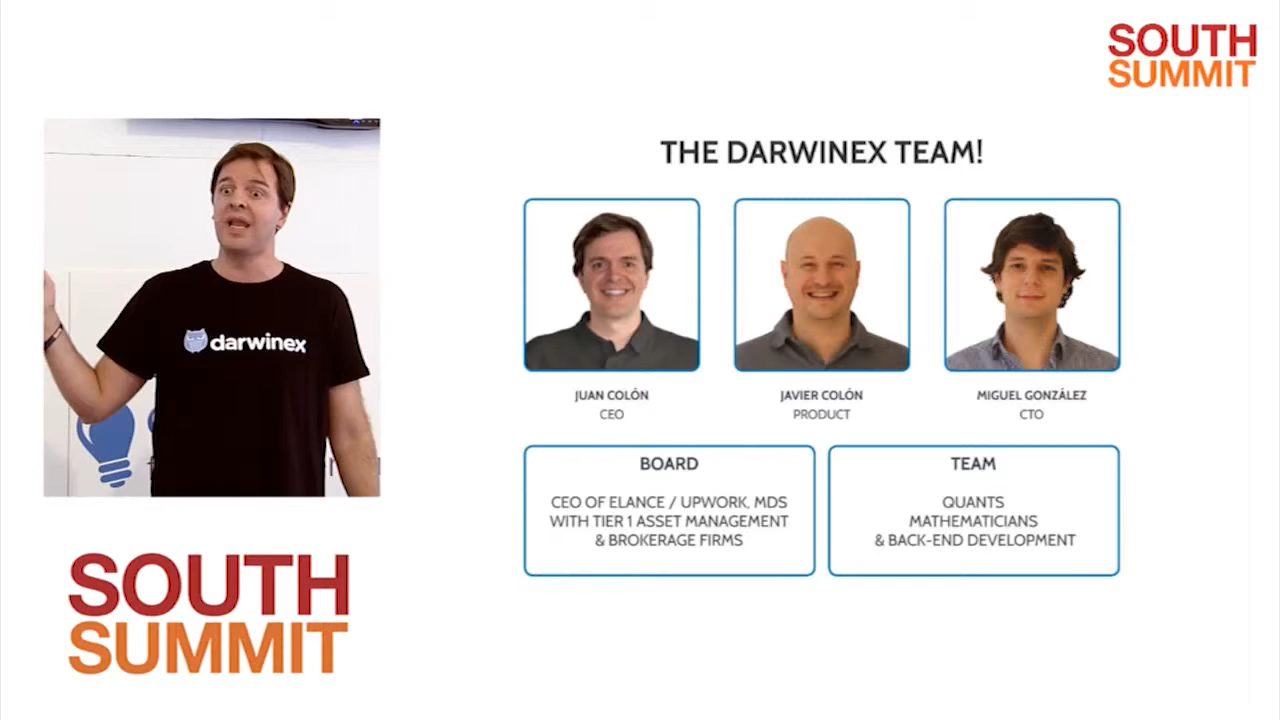 SOUTH
SUMMIT
darwinex
SOUTH
SUMMIT
THE DARWINEX TEAM!
JUAN COLÓN
CEO
JAVIER COLÓN
PRODUCT
MIGUEL GONZÁLEZ
CTO
BOARD
CEO OF ELANCE / UPWORK, MDS
WITH TIER 1 ASSET MANAGEMENT
& BROKERAGE FIRMS
TEAM
QUANTS
MATHEMATICIANS
& BACK-END DEVELOPMENT